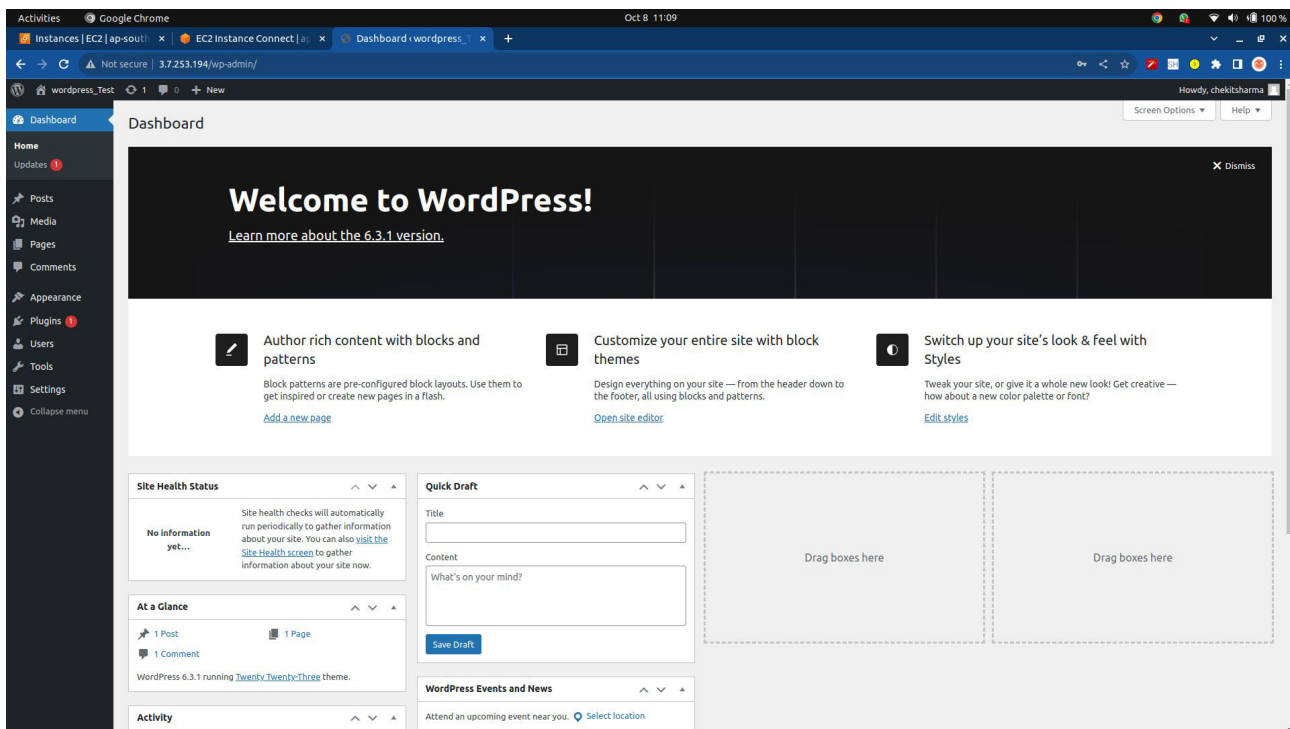 Activities Google Chrome Oct 8 11:09 100 %
Instances | EC2 | ap-south EC2 Instance Connect | ap Dashboard ‹ wordpress_T
Not secure 3.7.253.194/wp-admin/
wordpress_Test 1 0 New Howdy, chekitsharma
Screen Options Help
Dashboard
Home
Updates 1
Posts
Media
Pages
Comments
Appearance
Plugins 1
Users
Tools
Settings
Collapse menu
Dashboard
Dismiss
Welcome to WordPress!
Learn more about the 6.3.1 version.
Author rich content with blocks and
patterns
Block patterns are pre-configured block layouts. Use them to
get inspired or create new pages in a flash.
Add a new page
Customize your entire site with block
themes
Design everything on your site — from the header down to
the footer, all using blocks and patterns.
Open site editor
Switch up your site's look & feel with
Styles
Tweak your site, or give it a whole new look! Get creative —
how about a new color palette or font?
Edit styles
Site Health Status
No information
yet...
Site health checks will automatically
run periodically to gather information
about your site. You can also visit the
Site Health screen to gather
information about your site now.
At a Glance
1 Post 1 Page
1 Comment
WordPress 6.3.1 running Twenty Twenty-Three theme.
Activity
Quick Draft
Title
Content
What's on your mind?
Save Draft
WordPress Events and News
Attend an upcoming event near you. Select location
Drag boxes here
Drag boxes here